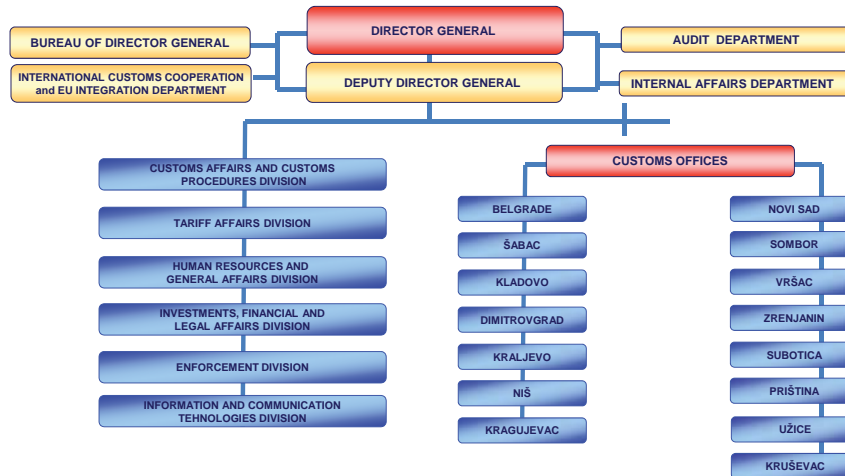 DIRECTOR GENERAL
BUREAU OF DIRECTOR GENERAL
AUDIT DEPARTMENT
INTERNATIONAL CUSTOMS COOPERATION
and EU INTEGRATION DEPARTMENT
DEPUTY DIRECTOR GENERAL
INTERNAL AFFAIRS DEPARTMENT
CUSTOMS AFFAIRS AND CUSTOMS
PROCEDURES DIVISION
TARIFF AFFAIRS DIVISION
HUMAN RESOURCES AND
GENERAL AFFAIRS DIVISION
INVESTMENTS, FINANCIAL AND
LEGAL AFFAIRS DIVISION
ENFORCEMENT DIVISION
INFORMATION AND COMMUNICATION
TEHNOLOGIES DIVISION
CUSTOMS OFFICES
BELGRADE
ŠABAC
KLADOVO
DIMITROVGRAD
KRALJEVO
NIŠ
KRAGUJEVAC
NOVI SAD
SOMBOR
VRŠAC
ZRENJANIN
SUBOTICA
PRIŠTINA
UŽICE
KRUŠEVAC